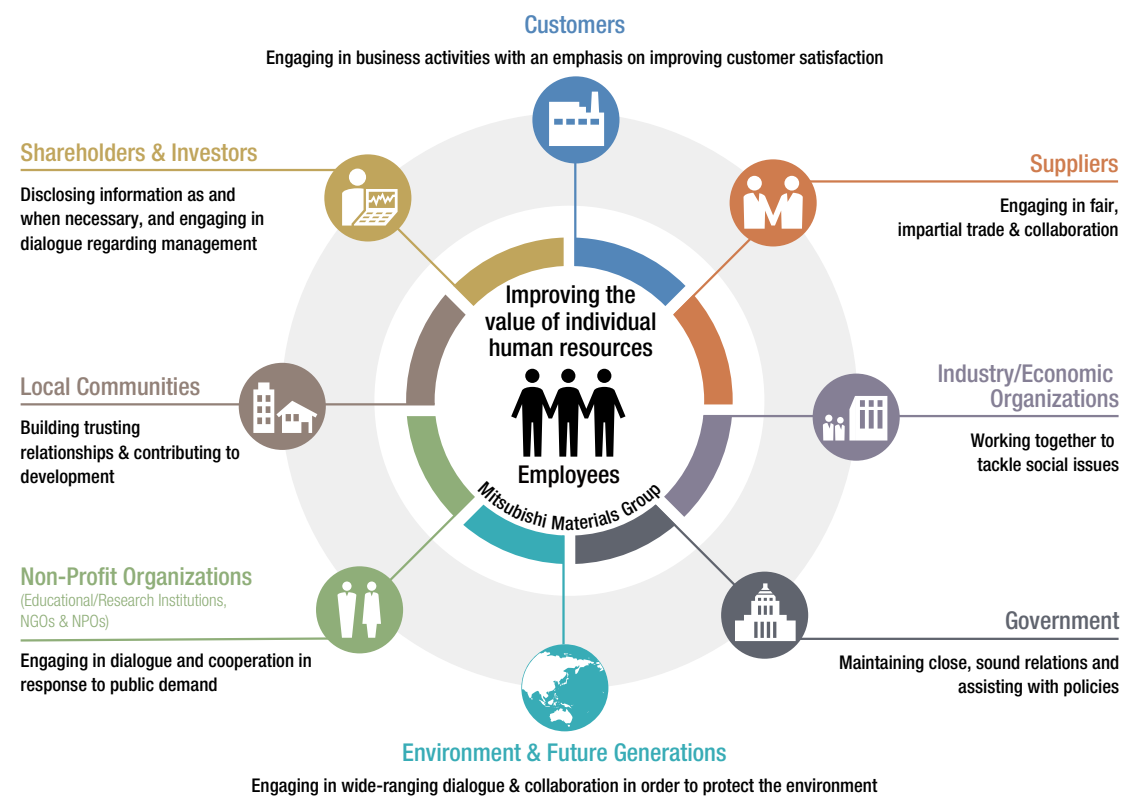 Customers
Engaging in business activities with an emphasis on improving customer satisfaction
Shareholders & Investors
Disclosing information as and
when necessary, and engaging in
dialogue regarding management
Suppliers
Engaging in fair,
impartial trade & collaboration
Improving the
value of individual
human resources
Employees
Mitsubishi Materials Group
Local Communities
Building trusting
relationships & contributing to
development
Industry/Economic
Organizations
Working together to
tackle social issues
Non-Profit Organizations
(Educational/Research Institutions,
NGOs & NPOs)
Engaging in dialogue and cooperation in
response to public demand
Government
Maintaining close, sound relations and
assisting with policies
Environment & Future Generations
Engaging in wide-ranging dialogue & collaboration in order to protect the environment